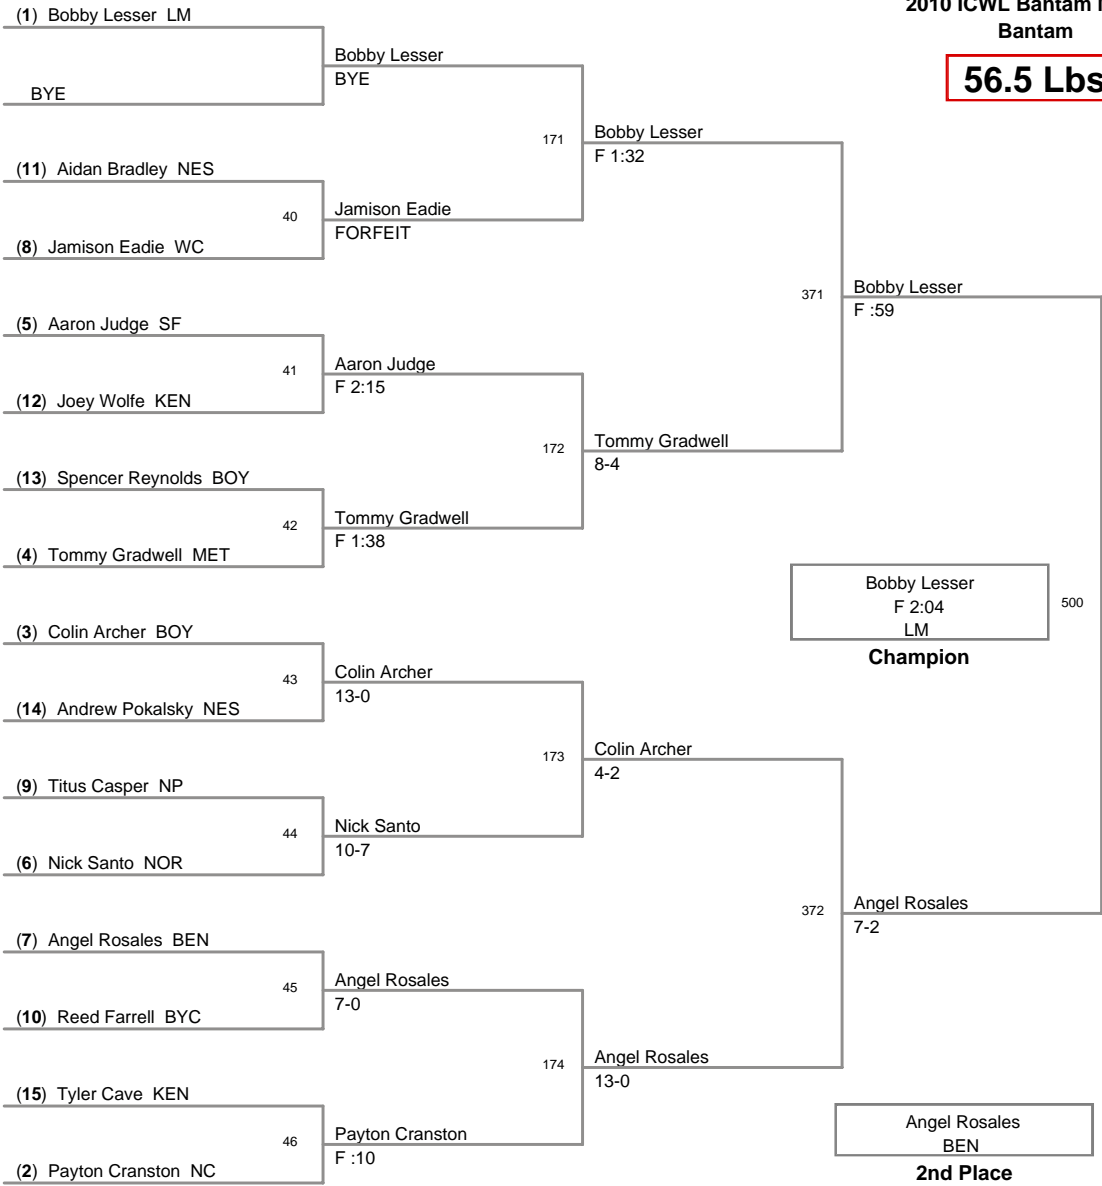 (1) Bobby Lesser LM
2010 ICWL Bantam
Bantam
56.5 Lbs
Bobby Lesser
BYE
BYE
171
Bobby Lesser
F 1:32
(11) Aidan Bradley NES
40
Jamison Eadie
FORFEIT
(8) Jamison Eadie WC
371
Bobby Lesser
F :59
(5) Aaron Judge SF
41
Aaron Judge
F 2:15
(12) Joey Wolfe KEN
172
Tommy Gradwell
8-4
(13) Spencer Reynolds BOY
42
Tommy Gradwell
F 1:38
(4) Tommy Gradwell MET
Bobby Lesser
F 2:04
LM
Champion
500
(3) Colin Archer BOY
43
Colin Archer
13-0
(14) Andrew Pokalsky NES
173
Colin Archer
4-2
(9) Titus Casper NP
44
Nick Santo
10-7
(6) Nick Santo NOR
372
Angel Rosales
7-2
(7) Angel Rosales BEN
45
Angel Rosales
7-0
(10) Reed Farrell BYC
174
Angel Rosales
13-0
(15) Tyler Cave KEN
46
Payton Cranston
F :10
(2) Payton Cranston NC
Angel Rosales
BEN
2nd Place